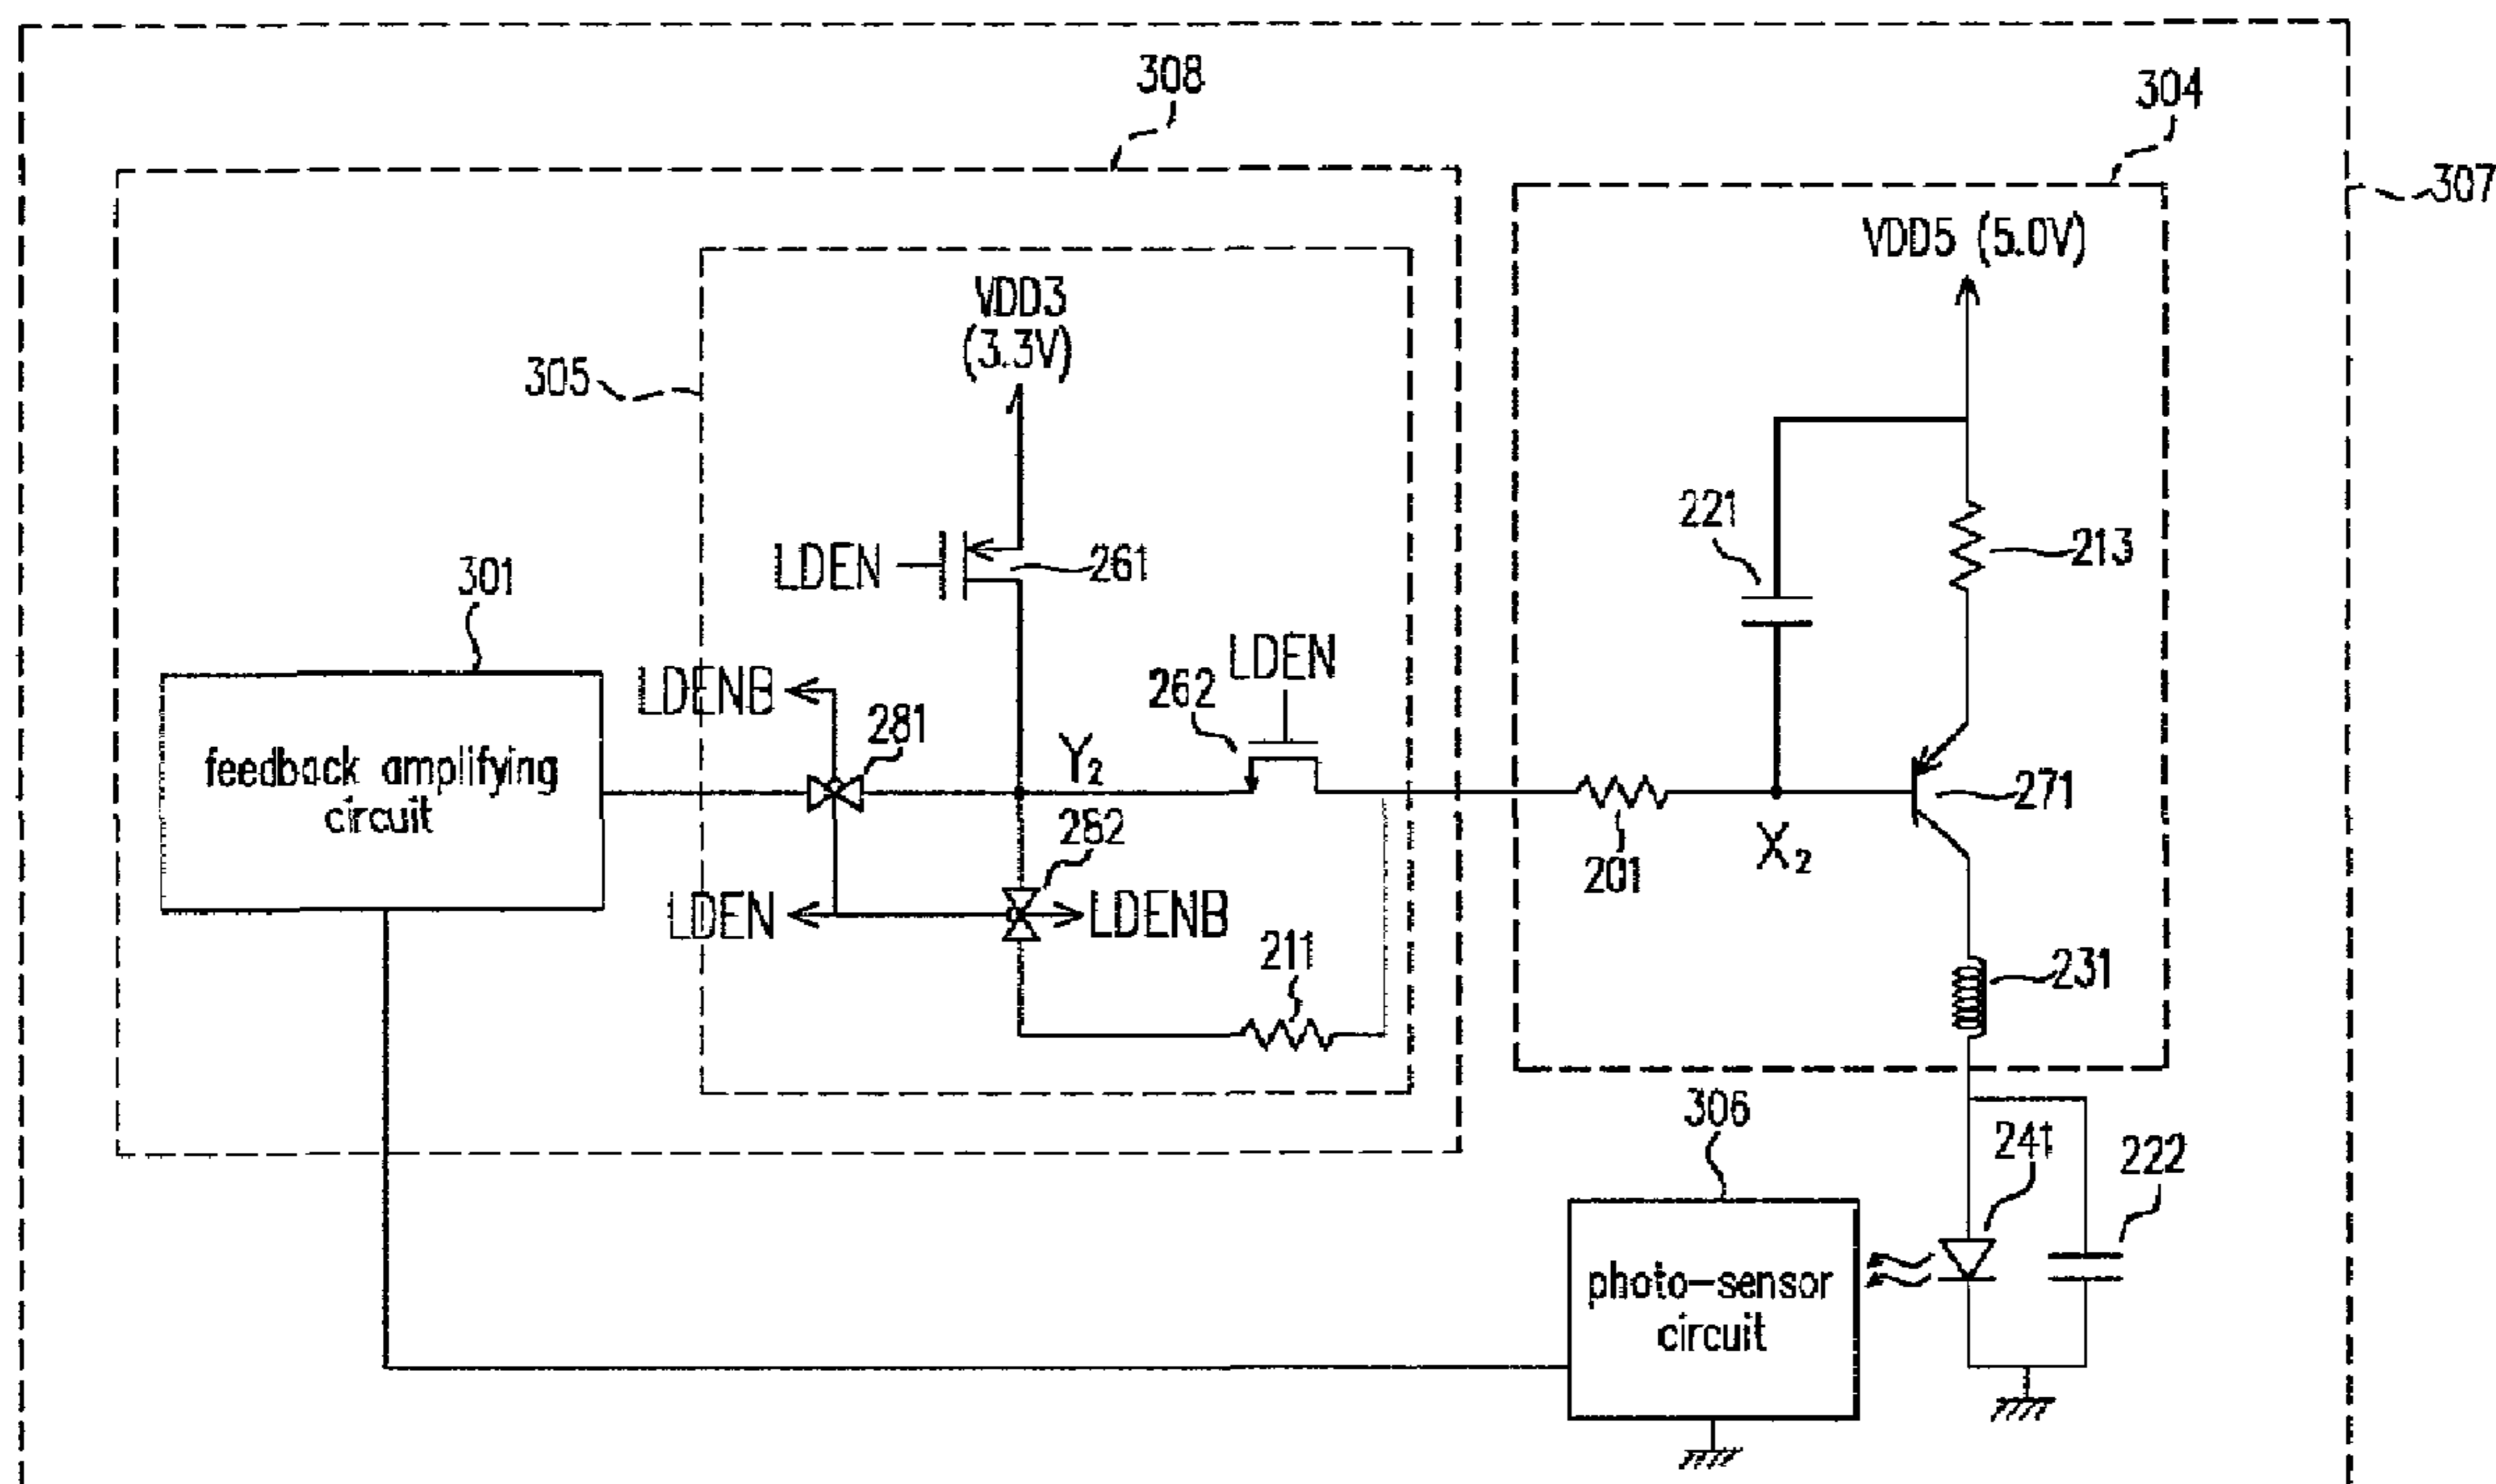 308
304
307
VDD5 (5.0V)
VDD3
(3.3V)
305
221
213
LDEN
261
301
LDEN
262
LDENB
281
Y2
feedback amplifying
circuit
271
282
201
X2
LDEN
LDENB
211
231
306
241
222
photo-sensor
circuit